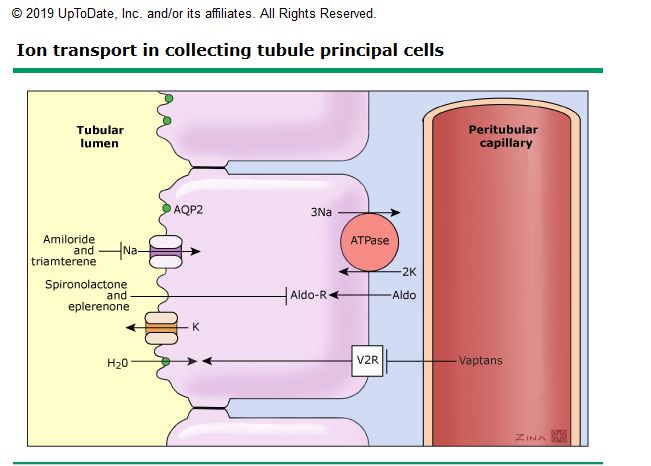 © 2019 UpToDate, Inc. and/or its affiliates. All Rights Reserved.
Ion transport in collecting tubule principal cells
Tubular
lumen
Peritubular
capillary
AQP2
3Na
ATPase
Amiloride
and
triamterene
Na
2K
Spironolactone
and
eplerenone
Aldo-R
Aldo
K
H20
V2R
Vaptans
ZINA